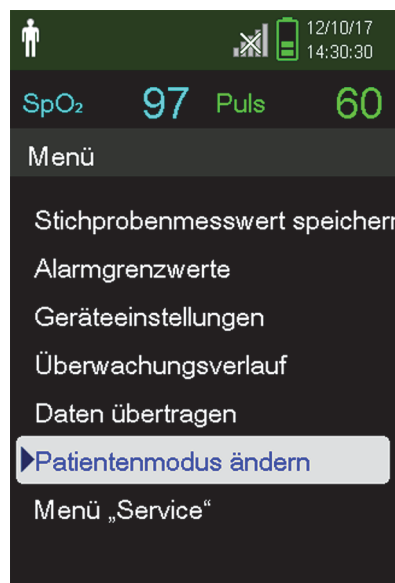 12/10/17
14:30:30
SpO₂ 97 Puls 60
Menü
Stichprobenmesswert speichern
Alarmgrenzwerte
Geräteeinstellungen
Überwachungsverlauf
Daten übertragen
Patientenmodus ändern
Menü „Service“